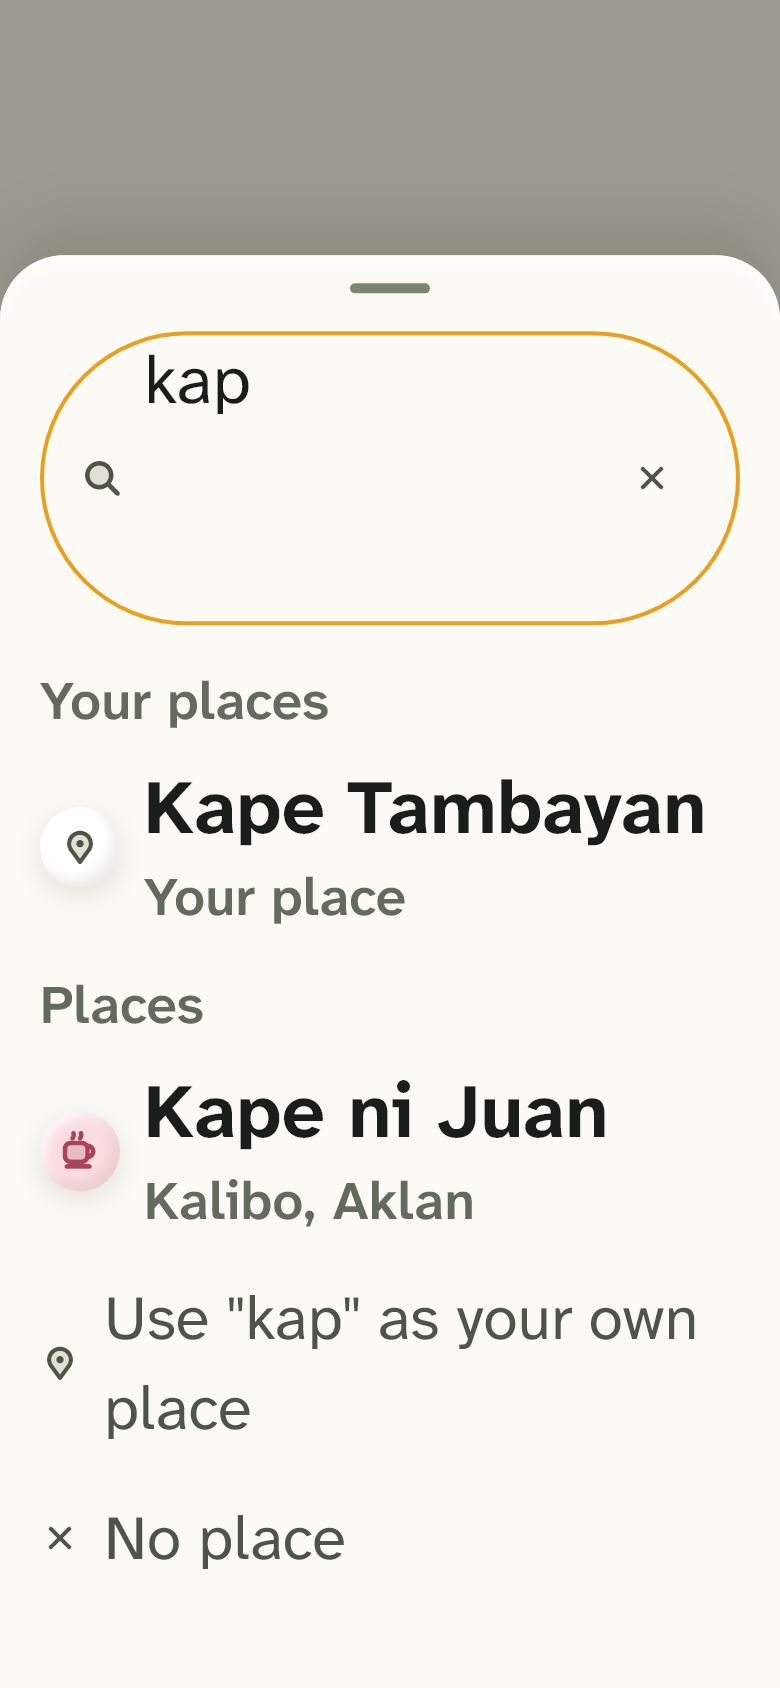 kap
Your places
Kape Tambayan
Your place
Places
Kape ni Juan
Kalibo, Aklan
Use "kap" as your own
place
No place